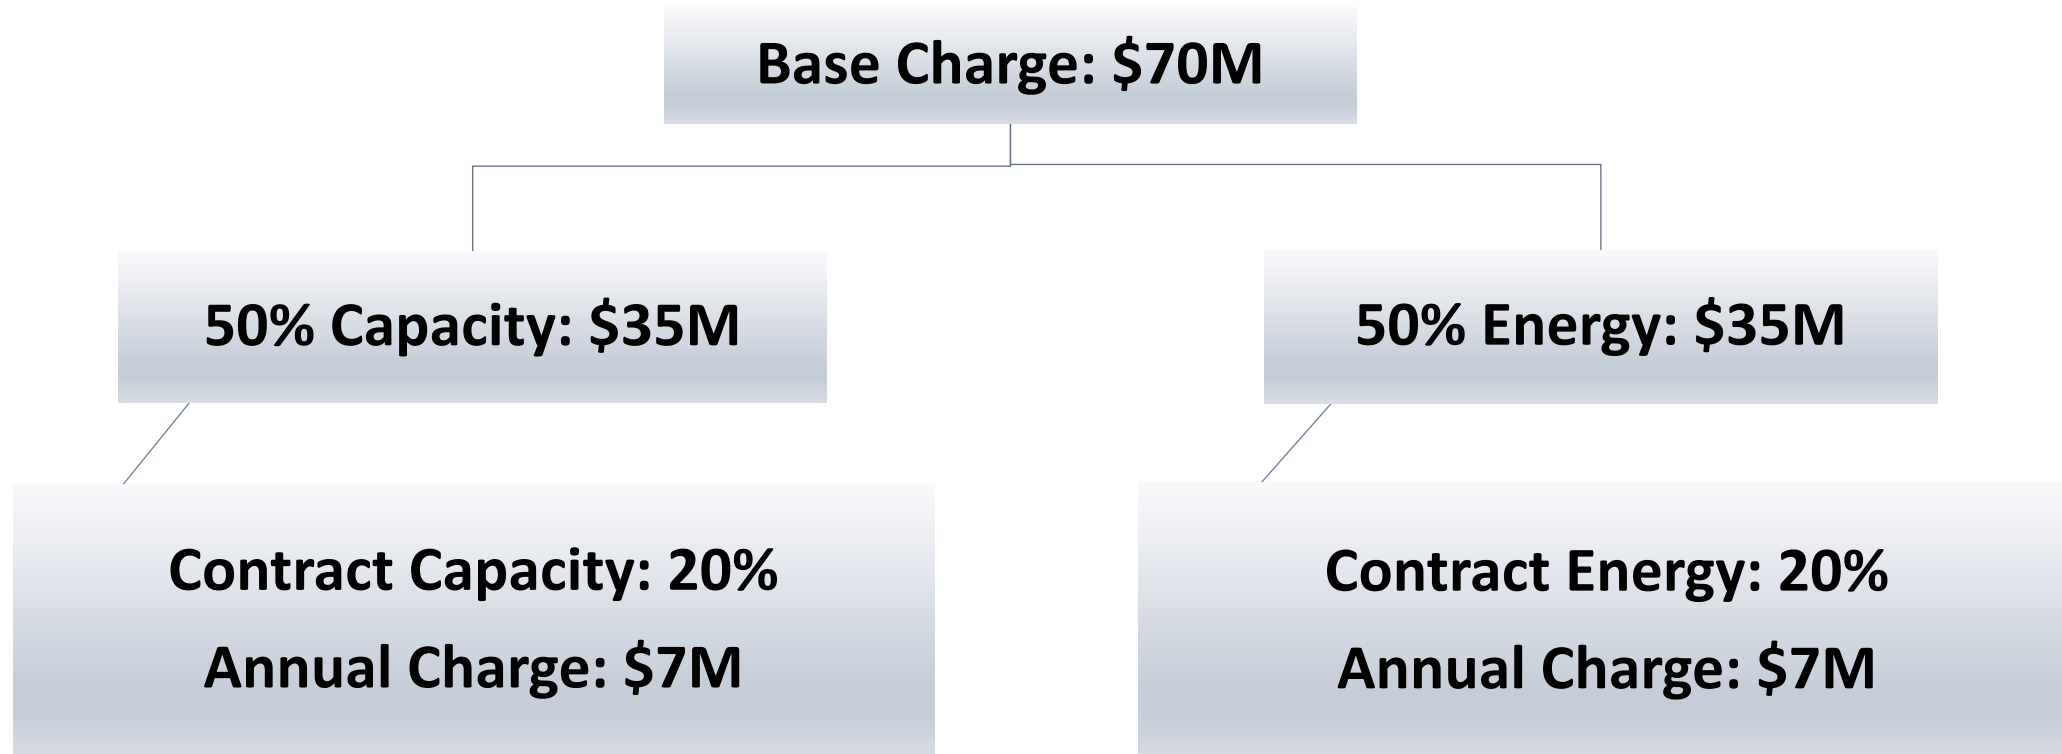 Base Charge: $70M
50% Capacity: $35M
50% Energy: $35M
Contract Capacity: 20%
Annual Charge: $7M
Contract Energy: 20%
Annual Charge: $7M